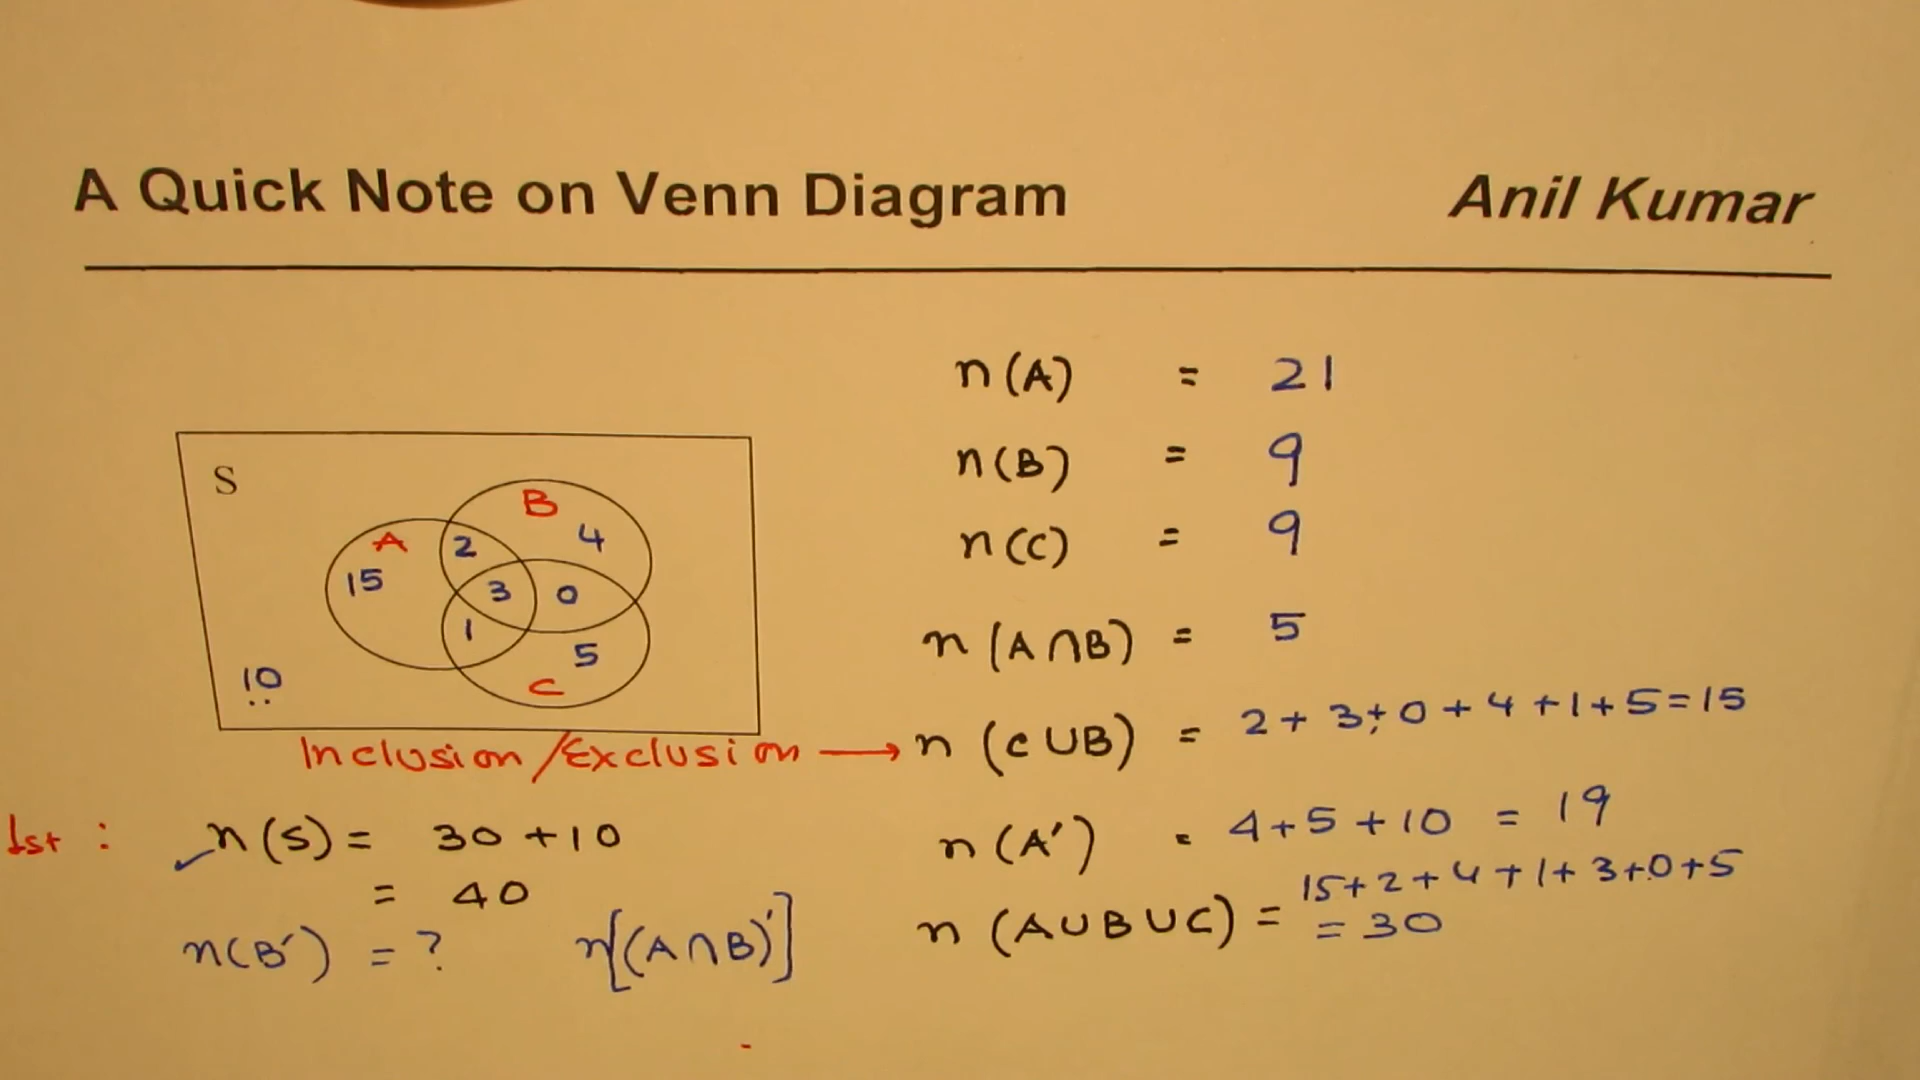 A Quick Note on Venn Diagram
Anil Kumar
n(A) = 21
n(B) = 9
n(C) = 9
n(A∩B) = 5
n(C∪B) = 2+3+0+4+1+5=15
n(A′) = 4+5+10 = 19
n(A∪B∪C) = 15+2+4+1+3+0+5
= 30
S
B
A
2
4
15
3
0
1
5
C
10
Inclusion/Exclusion →
1st :
✓n(S) = 30+10
= 40
n(B′) = ?
n[(A∩B)′]